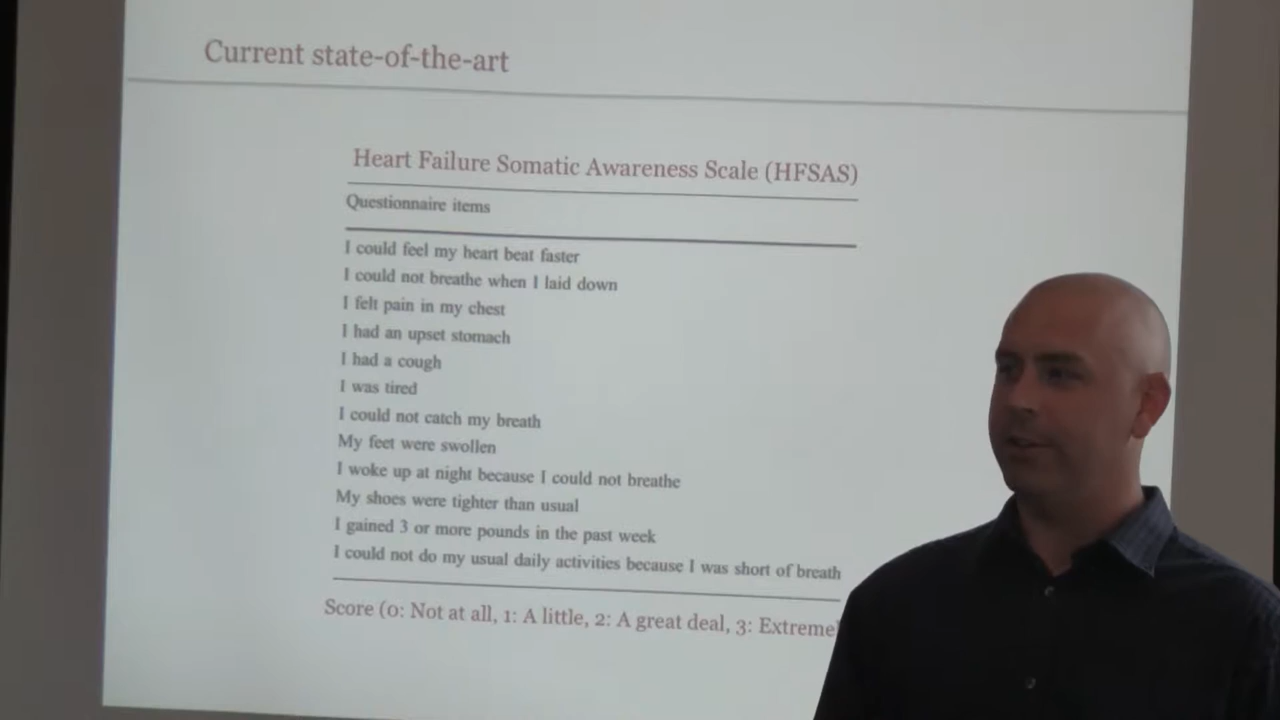 Current state-of-the-art
Heart Failure Somatic Awareness Scale (HFSAS)
Questionnaire items
I could feel my heart beat faster
I could not breathe when I laid down
I felt pain in my chest
I had an upset stomach
I had a cough
I was tired
I could not catch my breath
My feet were swollen
I woke up at night because I could not breathe
My shoes were tighter than usual
I gained 3 or more pounds in the past week
I could not do my usual daily activities because I was short of breath
Score (0: Not at all, 1: A little, 2: A great deal, 3: Extreme